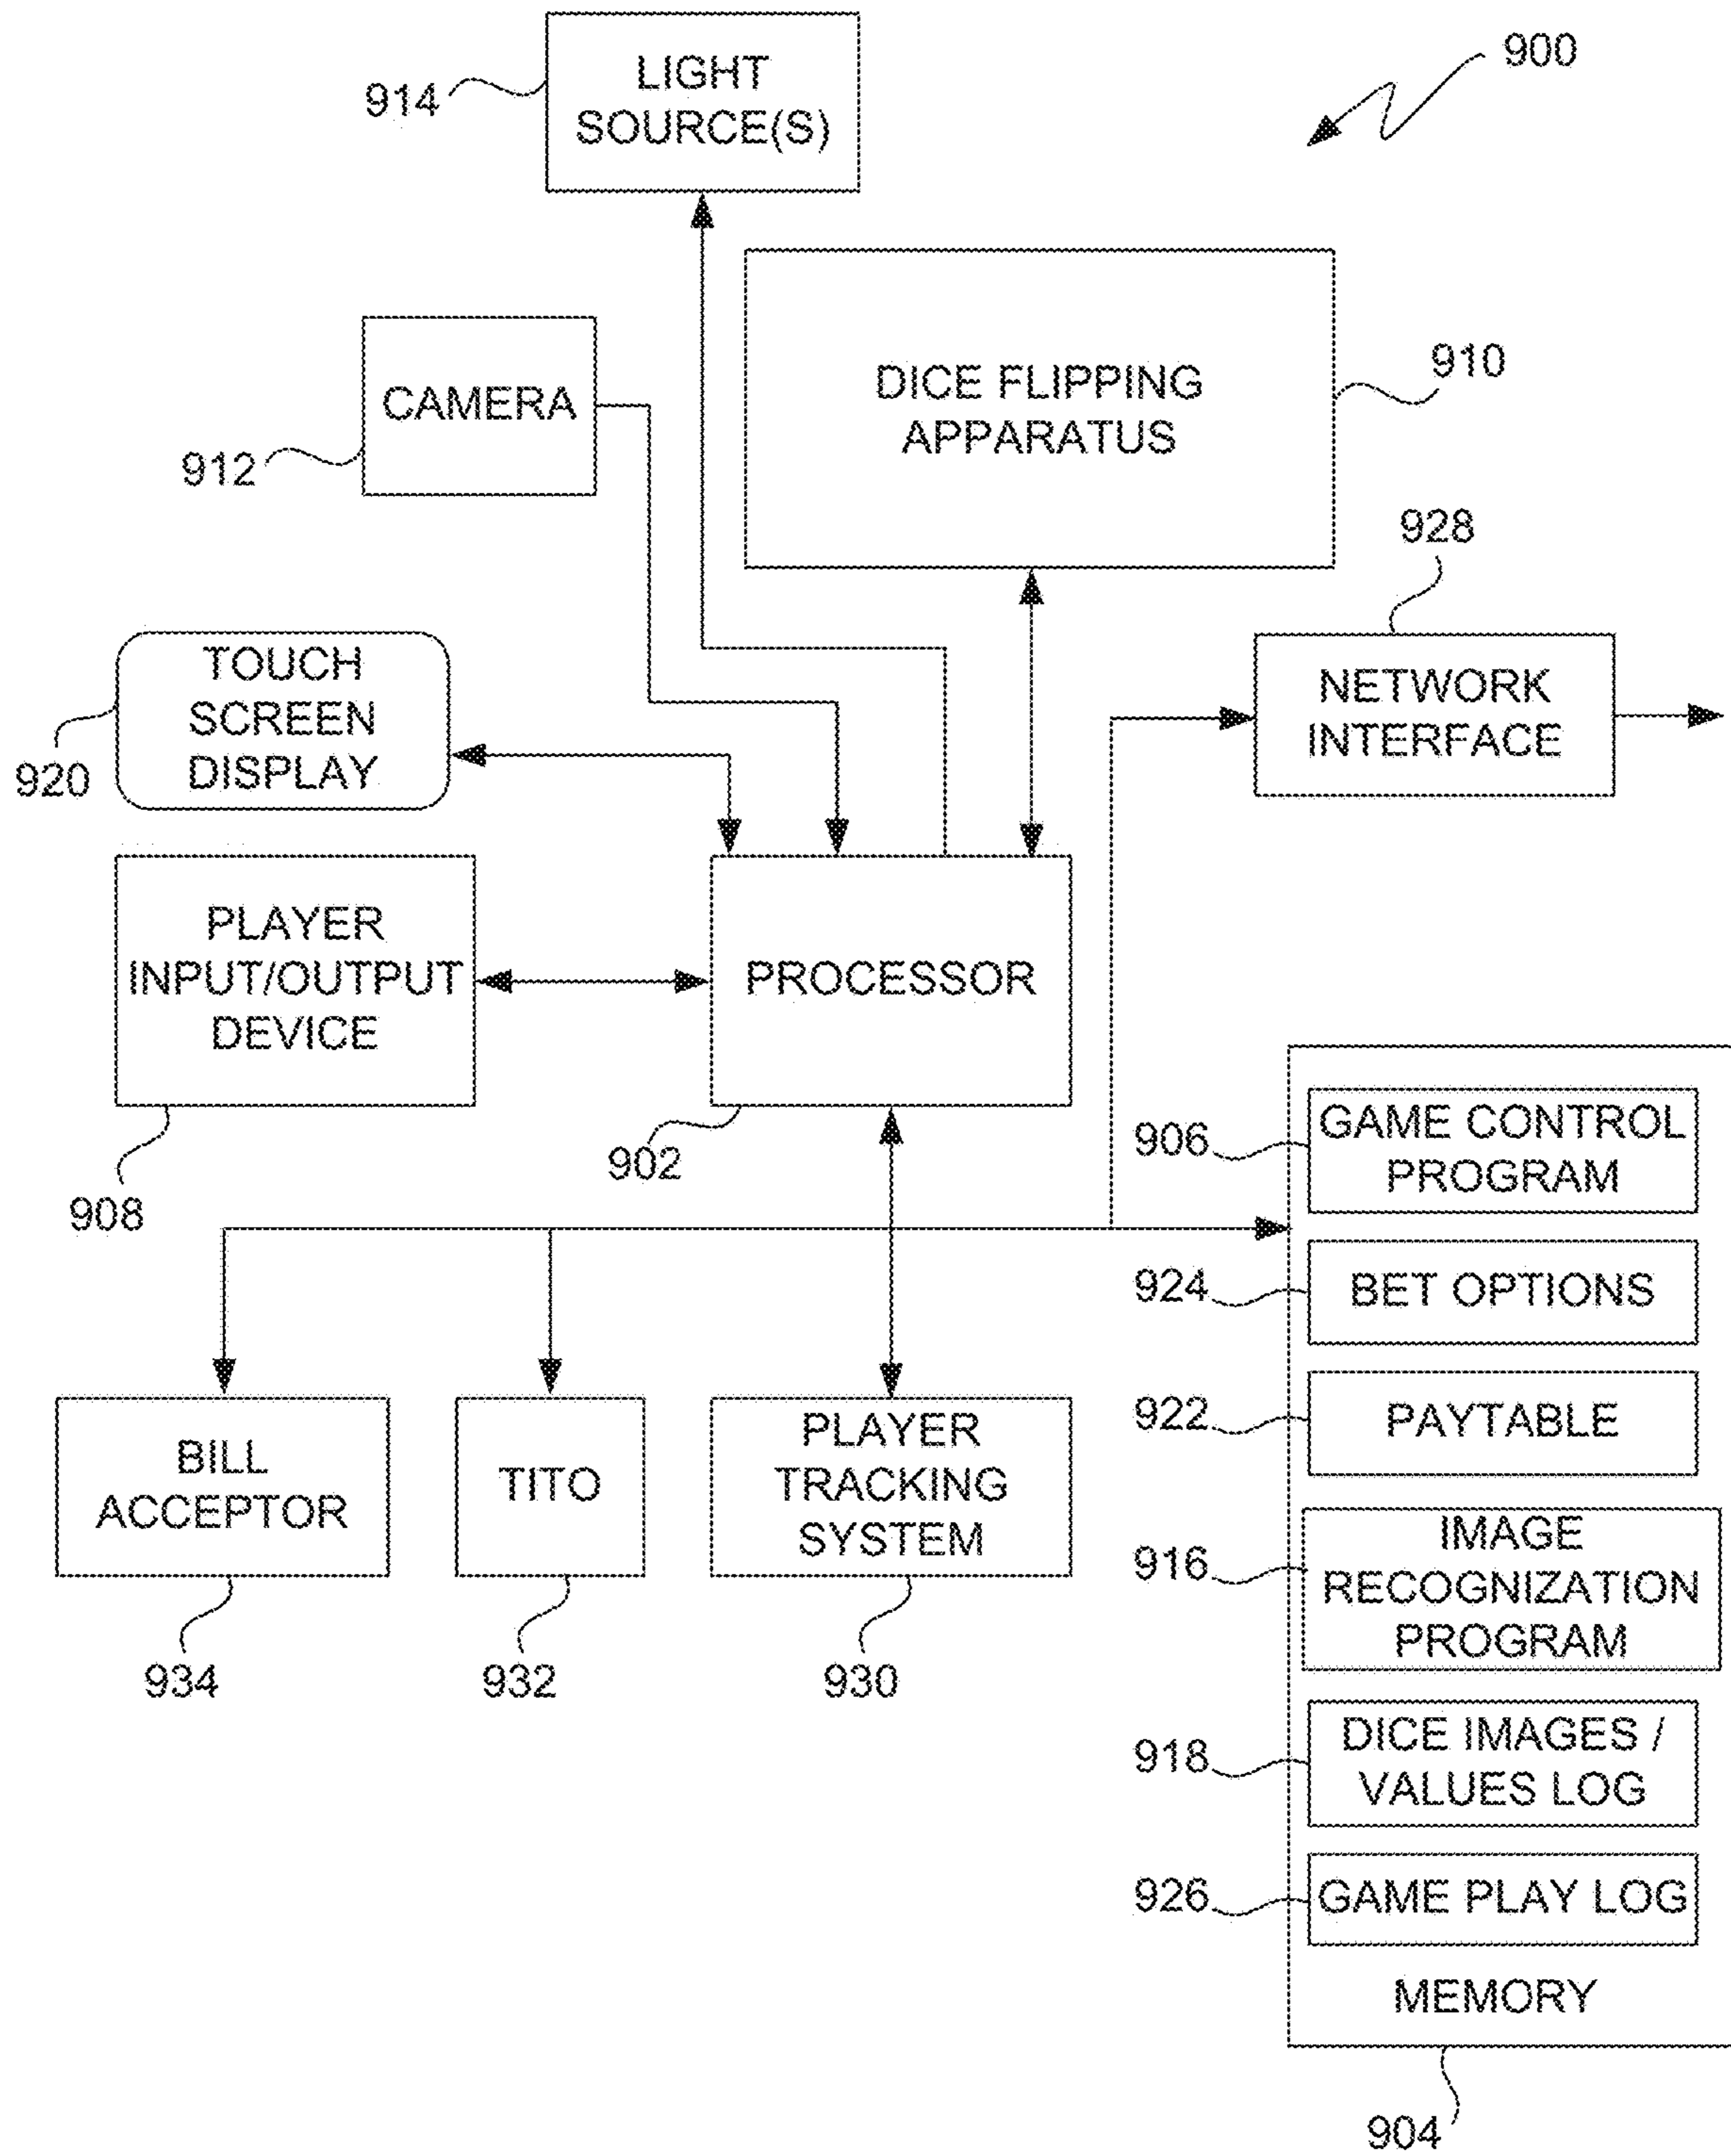 900
LIGHT
SOURCE(S)
914
DICE FLIPPING
APPARATUS
910
CAMERA
912
928
NETWORK
INTERFACE
TOUCH
SCREEN
DISPLAY
920
PLAYER
INPUT/OUTPUT
DEVICE
908
PROCESSOR
902
906
GAME CONTROL
PROGRAM
924
BET OPTIONS
922
PAYTABLE
916
IMAGE
RECOGNIZATION
PROGRAM
918
DICE IMAGES /
VALUES LOG
926
GAME PLAY LOG
MEMORY
904
BILL
ACCEPTOR
934
TITO
932
PLAYER
TRACKING
SYSTEM
930